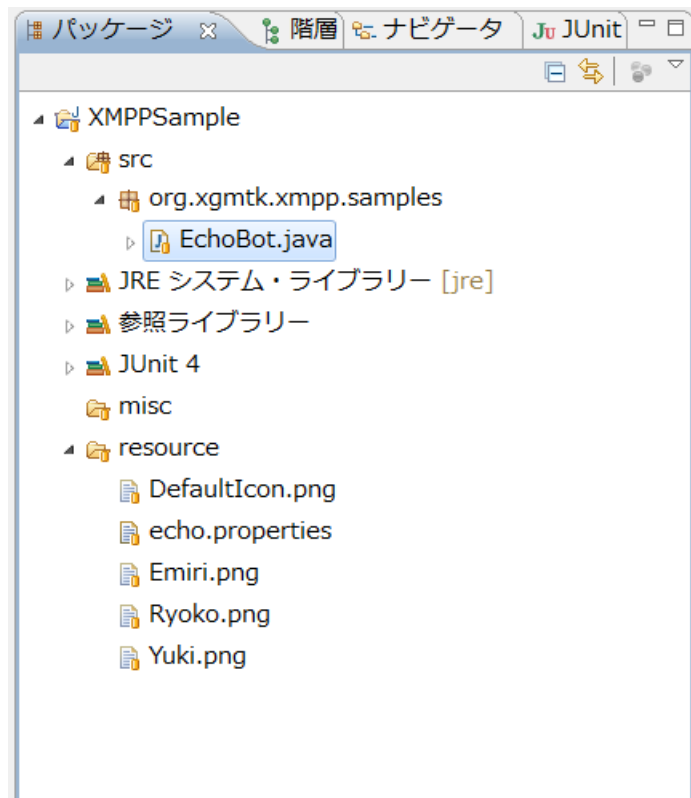 パッケージ 階層 ナビゲータ Ju JUnit
XMPPSample
src
org.xgmtk.xmpp.samples
EchoBot.java
JRE システム・ライブラリー [jre]
参照ライブラリー
JUnit 4
misc
resource
DefaultIcon.png
echo.properties
Emiri.png
Ryoko.png
Yuki.png